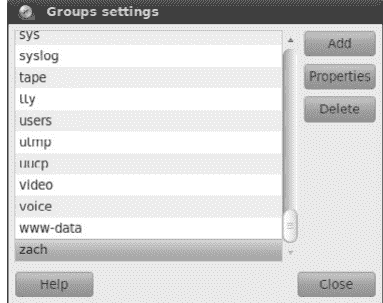 Groups settings
sys
syslog
tape
tty
users
utmp
uucp
video
voice
www-data
zach
Add
Properties
Delete
Help
Close